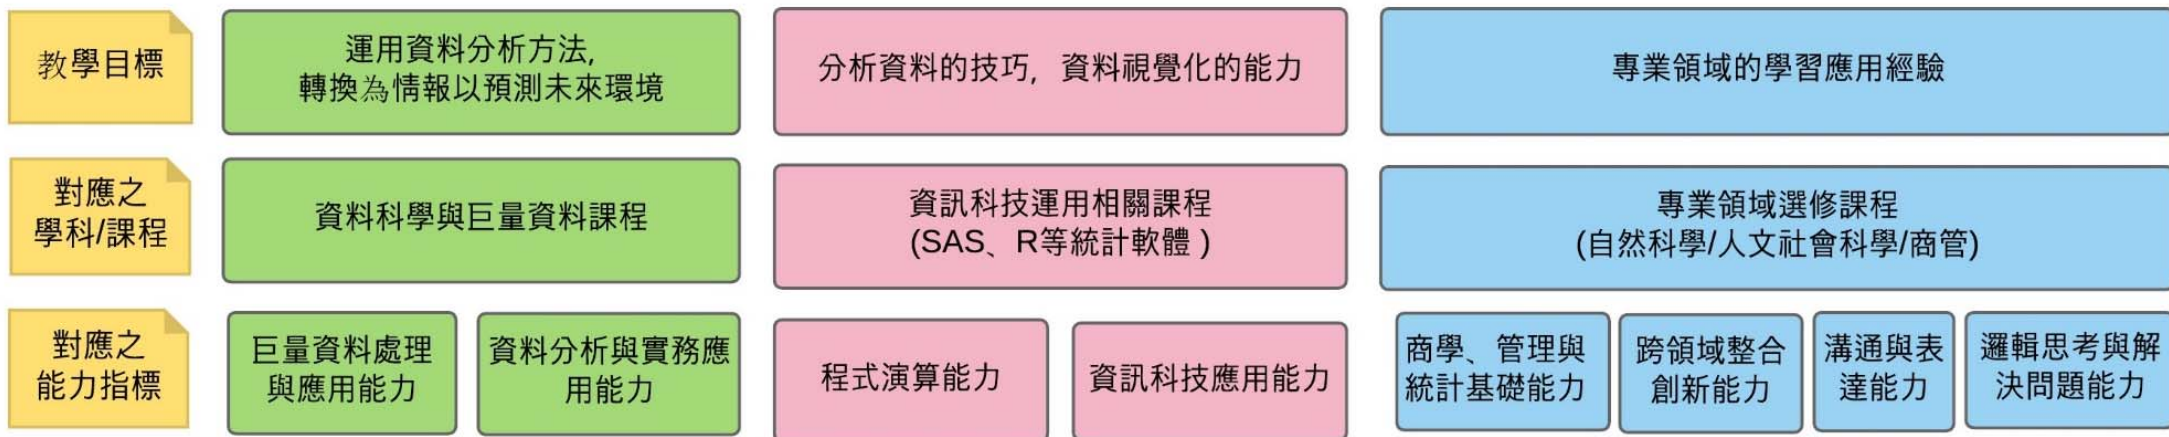 教學目標
運用資料分析方法,
轉換為情報以預測未來環境
分析資料的技巧, 資料視覺化的能力
專業領域的學習應用經驗
對應之
學科/課程
資料科學與巨量資料課程
資訊科技運用相關課程
(SAS、R等統計軟體 )
專業領域選修課程
(自然科學/人文社會科學/商管)
對應之
能力指標
巨量資料處理
與應用能力
資料分析與實務應
用能力
程式演算能力
資訊科技應用能力
商學、管理與
統計基礎能力
跨領域整合
創新能力
溝通與表
達能力
邏輯思考與解
決問題能力